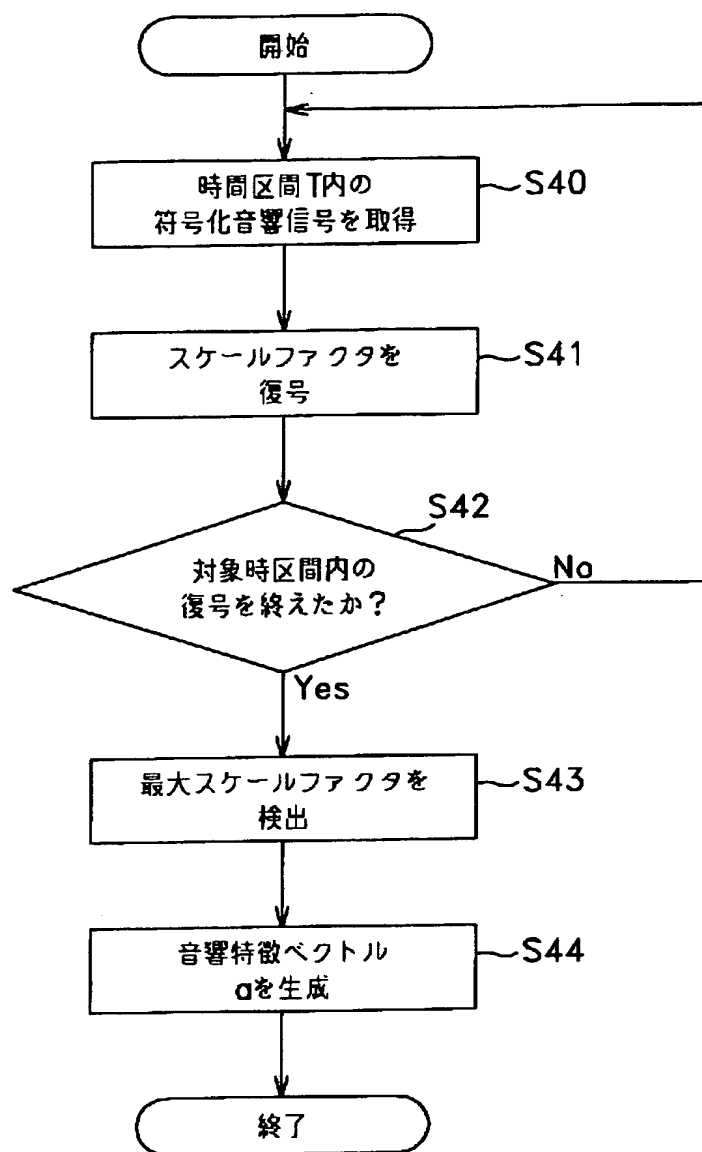 開始
時間区間T内の
符号化音響信号を取得
S40
スケールファクタを
復号
S41
S42
対象時区間内の
復号を終えたか?
No
Yes
最大スケールファクタを
検出
S43
音響特徴ベクトル
aを生成
S44
終了